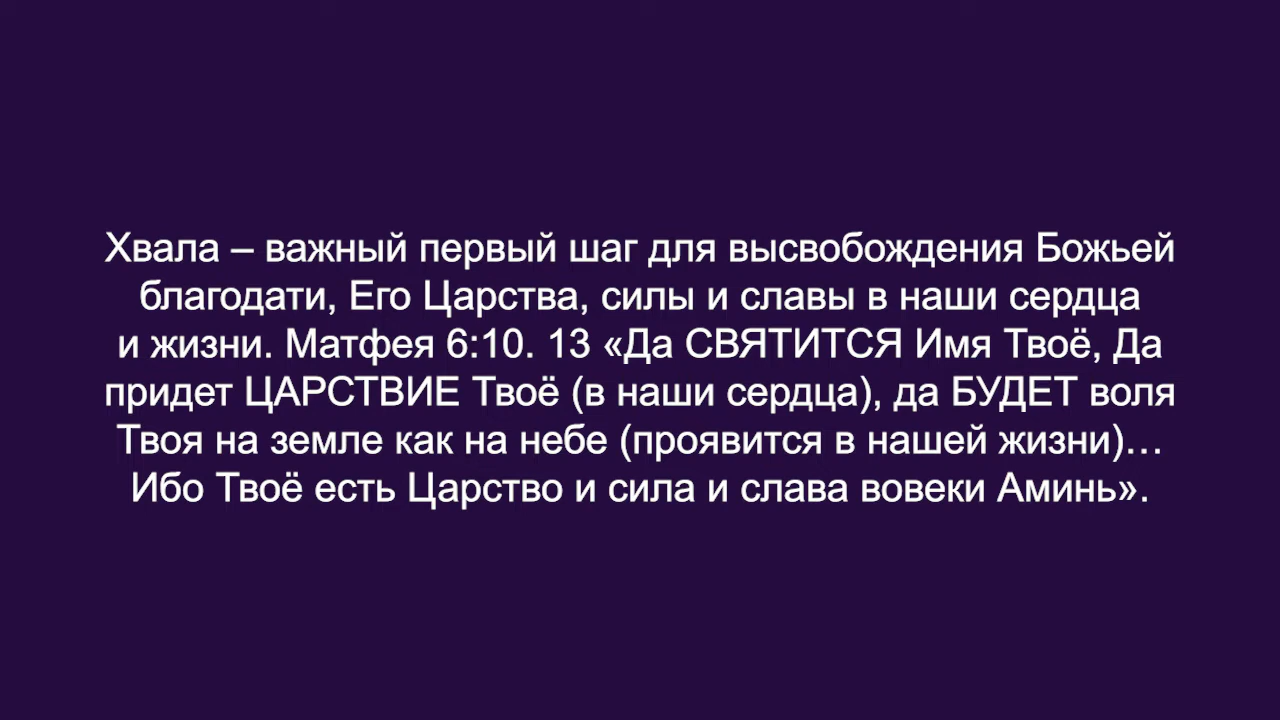 Хвала – важный первый шаг для высвобождения Божьей
благодати, Его Царства, силы и славы в наши сердца
и жизни. Матфея 6:10. 13 «Да СВЯТИТСЯ Имя Твоё, Да
придет ЦАРСТВИЕ Твоё (в наши сердца), да БУДЕТ воля
Твоя на земле как на небе (проявится в нашей жизни)…
Ибо Твоё есть Царство и сила и слава вовеки Аминь».